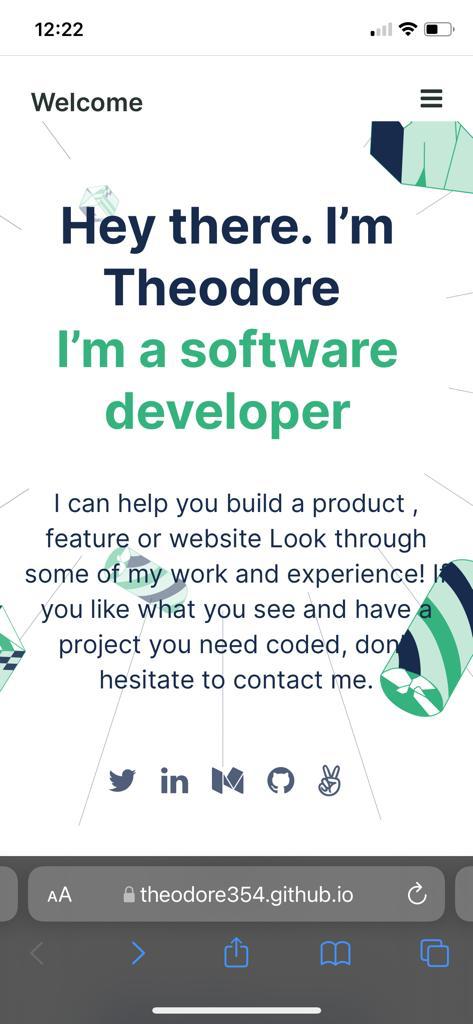 12:22
Welcome
Hey there. I’m
Theodore
I’m a software
developer
I can help you build a product ,
feature or website Look through
some of my work and experience! If
you like what you see and have a
project you need coded, don’t
hesitate to contact me.
AA theodore354.github.io